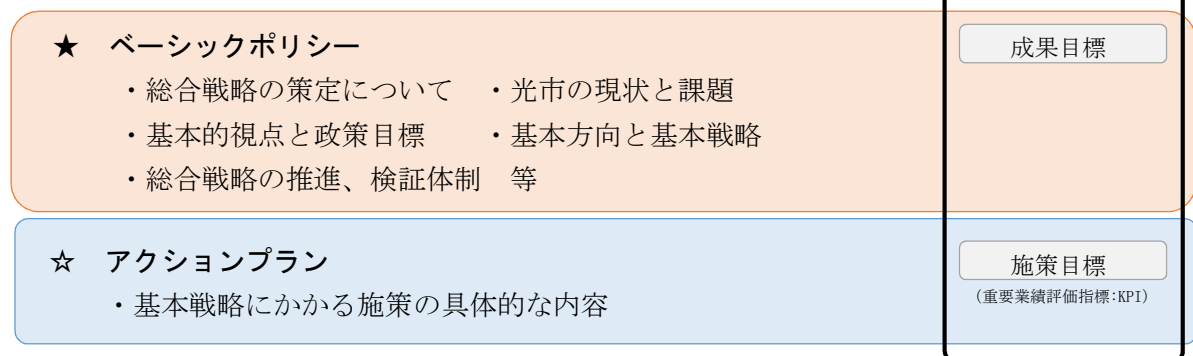 ★ ベーシックポリシー
成果目標
・総合戦略の策定について ・光市の現状と課題
・基本的視点と政策目標 ・基本方向と基本戦略
・総合戦略の推進、検証体制 等
☆ アクションプラン
施策目標
(重要業績評価指標:KPI)
・基本戦略にかかる施策の具体的な内容